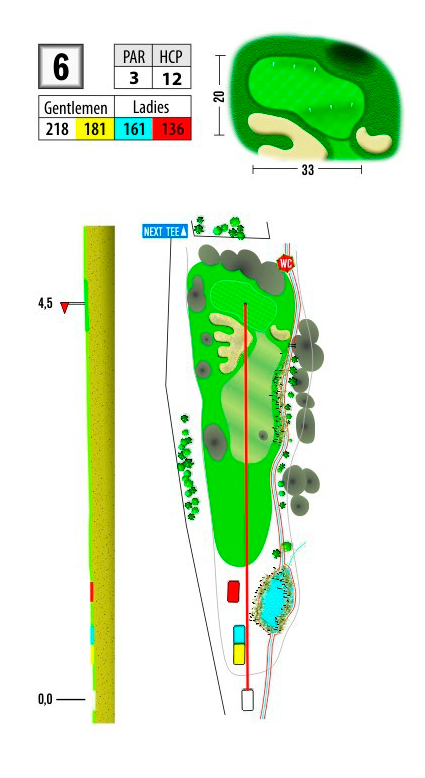 6
PAR HCP
3 12
Gentlemen Ladies
218 181 161 136
20
33
NEXT TEE
WC
4,5
0,0